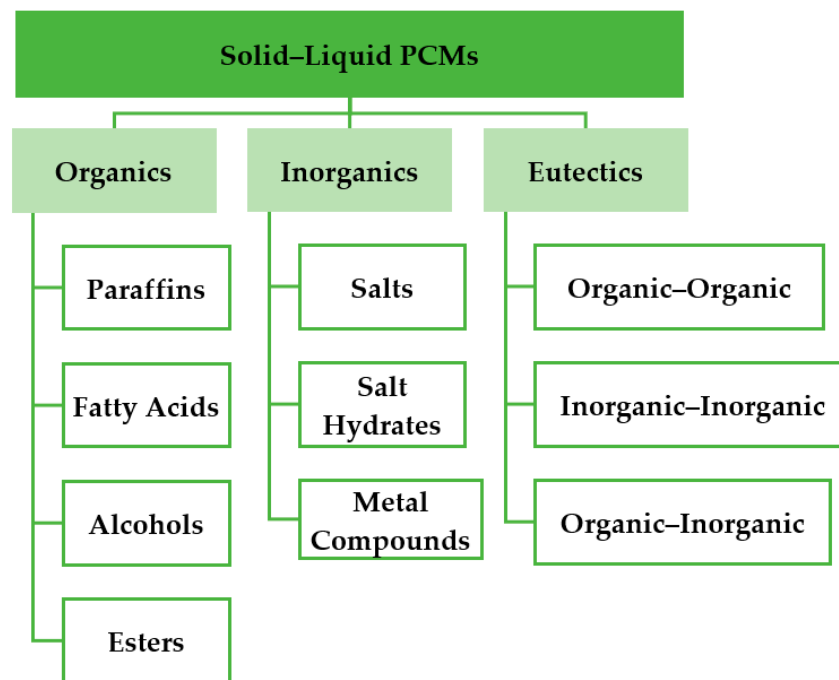 Solid–Liquid PCMs
Organics
Inorganics
Eutectics
Paraffins
Salts
Organic–Organic
Fatty Acids
Salt
Hydrates
Inorganic–Inorganic
Alcohols
Metal
Compounds
Organic–Inorganic
Esters